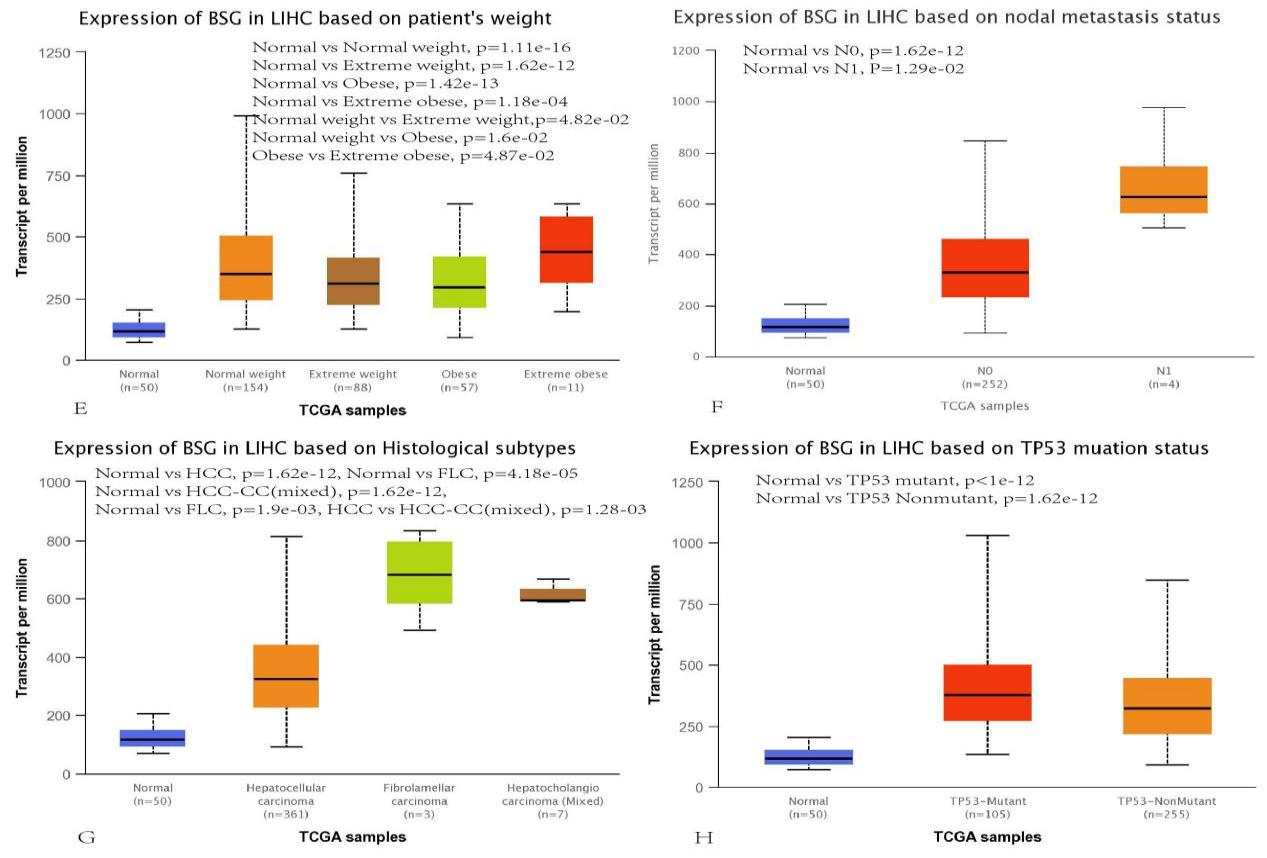 Expression of BSG in LIHC based on patient's weight
Normal vs Normal weight, p=1.11e-16
Normal vs Extreme weight, p=1.62e-12
Normal vs Obese, p=1.42e-13
Normal vs Extreme obese, p=1.18e-04
Normal weight vs Extreme weight,p=4.82e-02
Normal weight vs Obese, p=1.6e-02
Obese vs Extreme obese, p=4.87e-02
Transcript per million
1250
1000
750
500
250
0
Normal
(n=50)
Normal weight
(n=154)
Extreme weight
(n=88)
Obese
(n=57)
Extreme obese
(n=11)
E
TCGA samples
Expression of BSG in LIHC based on nodal metastasis status
Normal vs N0, p=1.62e-12
Normal vs N1, P=1.29e-02
Transcript per million
1200
1000
800
600
400
200
0
Normal
(n=50)
N0
(n=252)
N1
(n=4)
F
TCGA samples
Expression of BSG in LIHC based on Histological subtypes
Normal vs HCC, p=1.62e-12, Normal vs FLC, p=4.18e-05
Normal vs HCC-CC(mixed), p=1.62e-12,
Normal vs FLC, p=1.9e-03, HCC vs HCC-CC(mixed), p=1.28-03
Transcript per million
1000
800
600
400
200
0
Normal
(n=50)
Hepatocellular
carcinoma
(n=361)
Fibrolamellar
carcinoma
(n=3)
Hepatocholangio
carcinoma (Mixed)
(n=7)
G
TCGA samples
Expression of BSG in LIHC based on TP53 muation status
Normal vs TP53 mutant, p<1e-12
Normal vs TP53 Nonmutant, p=1.62e-12
Transcript per million
1250
1000
750
500
250
0
Normal
(n=50)
TP53-Mutant
(n=105)
TP53-NonMutant
(n=255)
H
TCGA samples